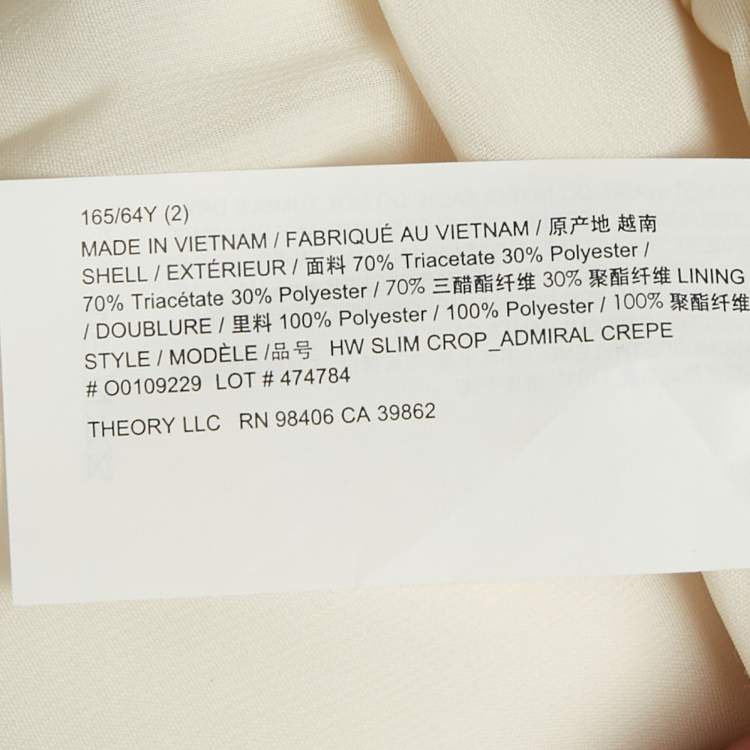 165/64Y (2)
MADE IN VIETNAM / FABRIQUÉ AU VIETNAM / 原产地 越南
SHELL / EXTÉRIEUR / 面料 70% Triacetate 30% Polyester /
70% Triacétate 30% Polyester / 70% 三醋酯纤维 30% 聚酯纤维 LINING
/ DOUBLURE / 里料 100% Polyester / 100% Polyester / 100% 聚酯纤维
STYLE / MODÈLE /品号 HW SLIM CROP_ADMIRAL CREPE
# O0109229 LOT # 474784
THEORY LLC RN 98406 CA 39862